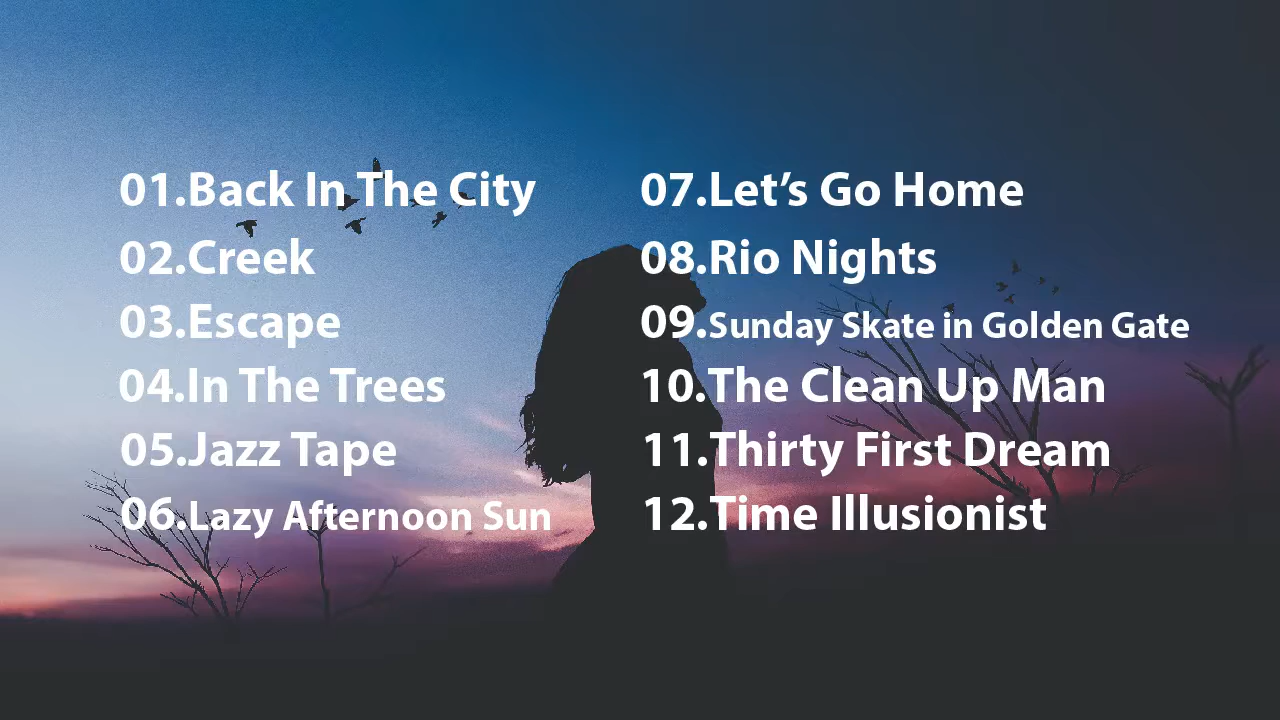 01.Back In The City
02.Creek
03.Escape
04.In The Trees
05.Jazz Tape
06.Lazy Afternoon Sun
07.Let’s Go Home
08.Rio Nights
09.Sunday Skate in Golden Gate
10.The Clean Up Man
11.Thirty First Dream
12.Time Illusionist